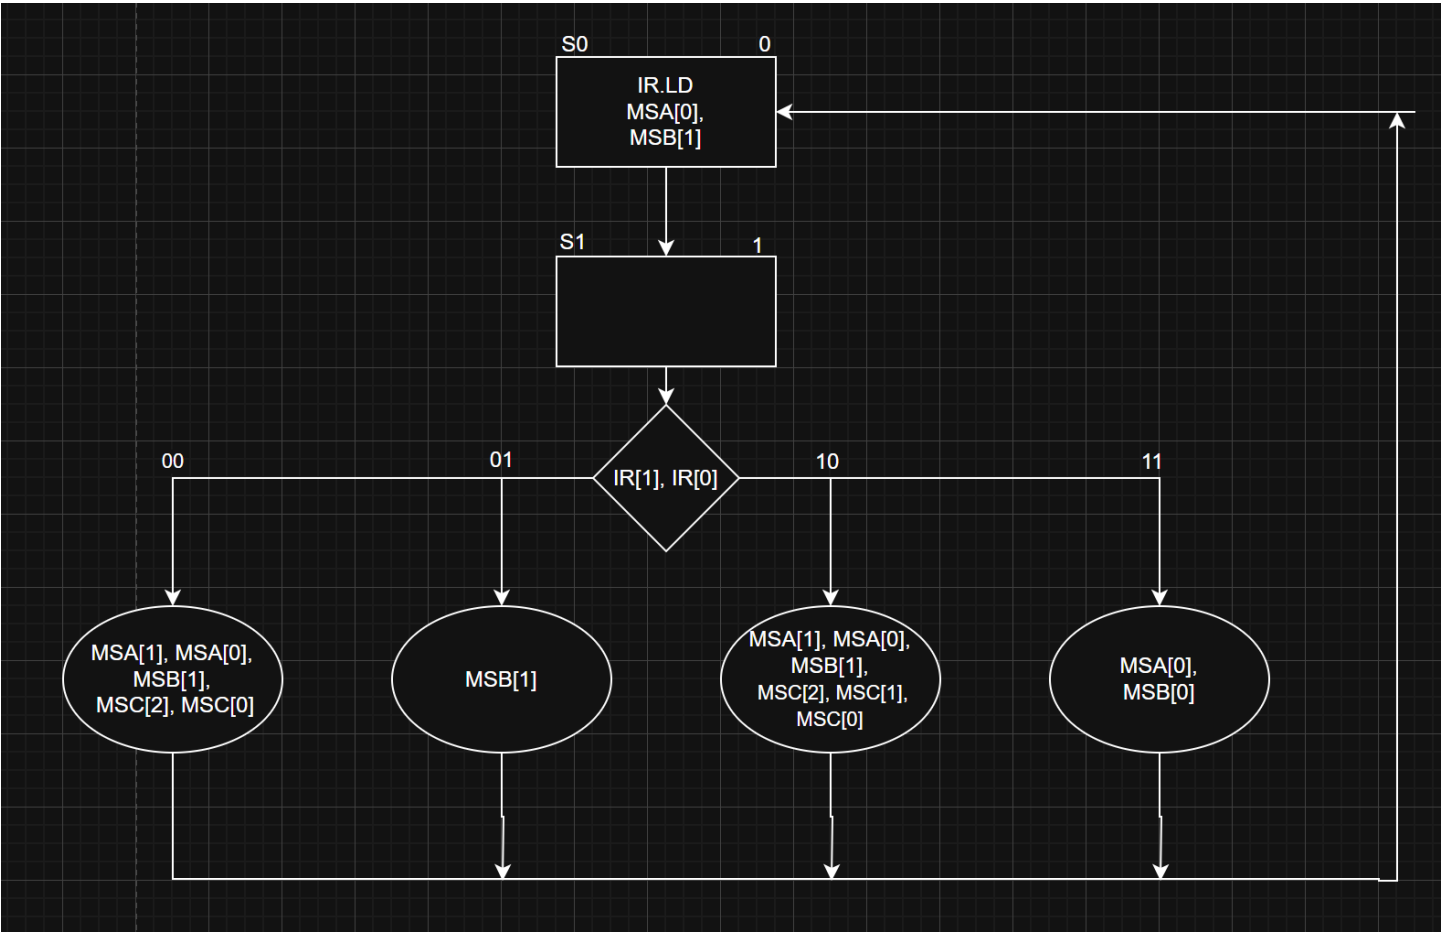 S0
0
IR.LD
MSA[0],
MSB[1]
S1
1
IR[1], IR[0]
00
01
10
11
MSA[1], MSA[0],
MSB[1],
MSC[2], MSC[0]
MSB[1]
MSA[1], MSA[0],
MSB[1],
MSC[2], MSC[1],
MSC[0]
MSA[0],
MSB[0]